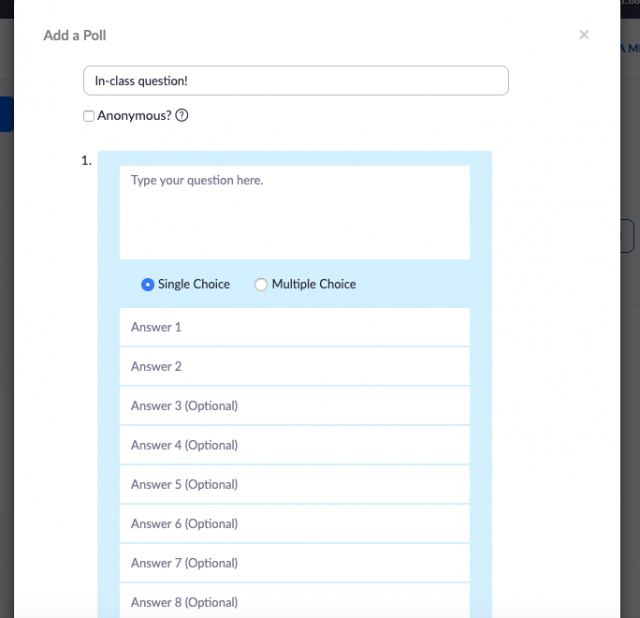 Add a Poll
×
In-class question!
Anonymous? ?
1.
Type your question here.
Single Choice Multiple Choice
Answer 1
Answer 2
Answer 3 (Optional)
Answer 4 (Optional)
Answer 5 (Optional)
Answer 6 (Optional)
Answer 7 (Optional)
Answer 8 (Optional)